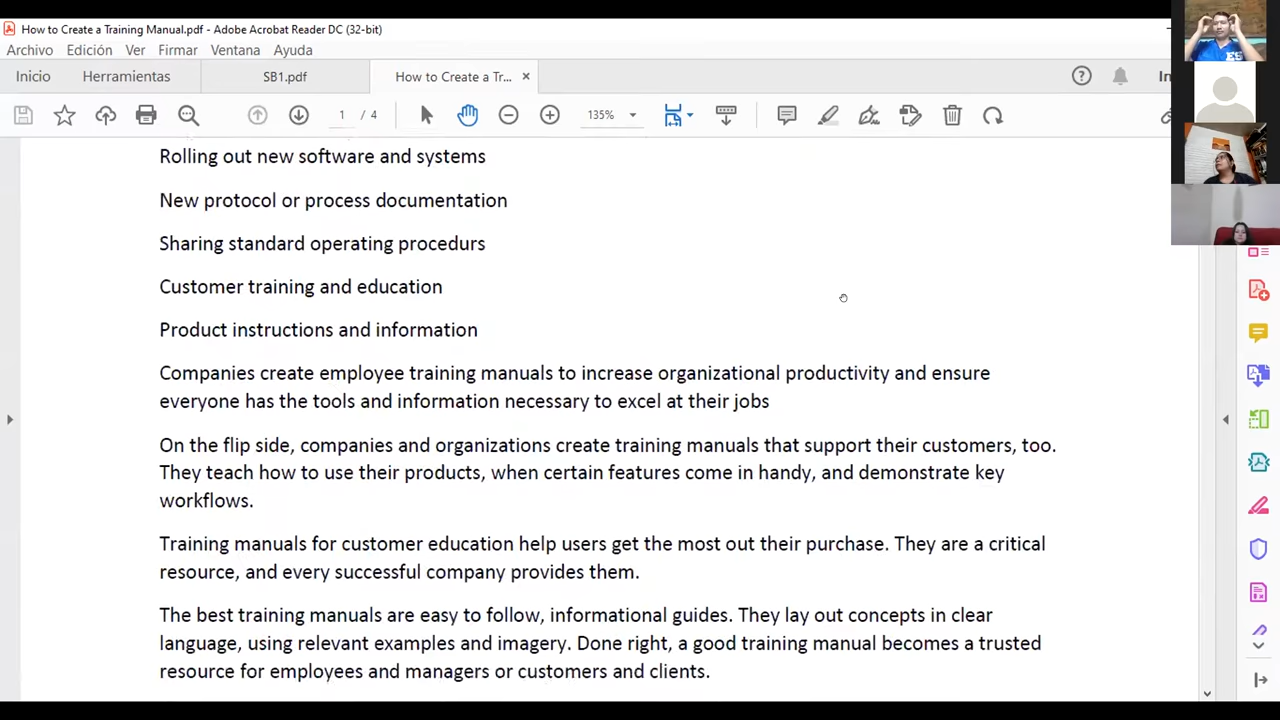 How to Create a Training Manual.pdf - Adobe Acrobat Reader DC (32-bit)
Archivo Edición Ver Firmar Ventana Ayuda
Inicio Herramientas SB1.pdf How to Create a Tr... × In
1 / 4 135%
Rolling out new software and systems
New protocol or process documentation
Sharing standard operating procedurs
Customer training and education
Product instructions and information
Companies create employee training manuals to increase organizational productivity and ensure
everyone has the tools and information necessary to excel at their jobs
On the flip side, companies and organizations create training manuals that support their customers, too.
They teach how to use their products, when certain features come in handy, and demonstrate key
workflows.
Training manuals for customer education help users get the most out their purchase. They are a critical
resource, and every successful company provides them.
The best training manuals are easy to follow, informational guides. They lay out concepts in clear
language, using relevant examples and imagery. Done right, a good training manual becomes a trusted
resource for employees and managers or customers and clients.